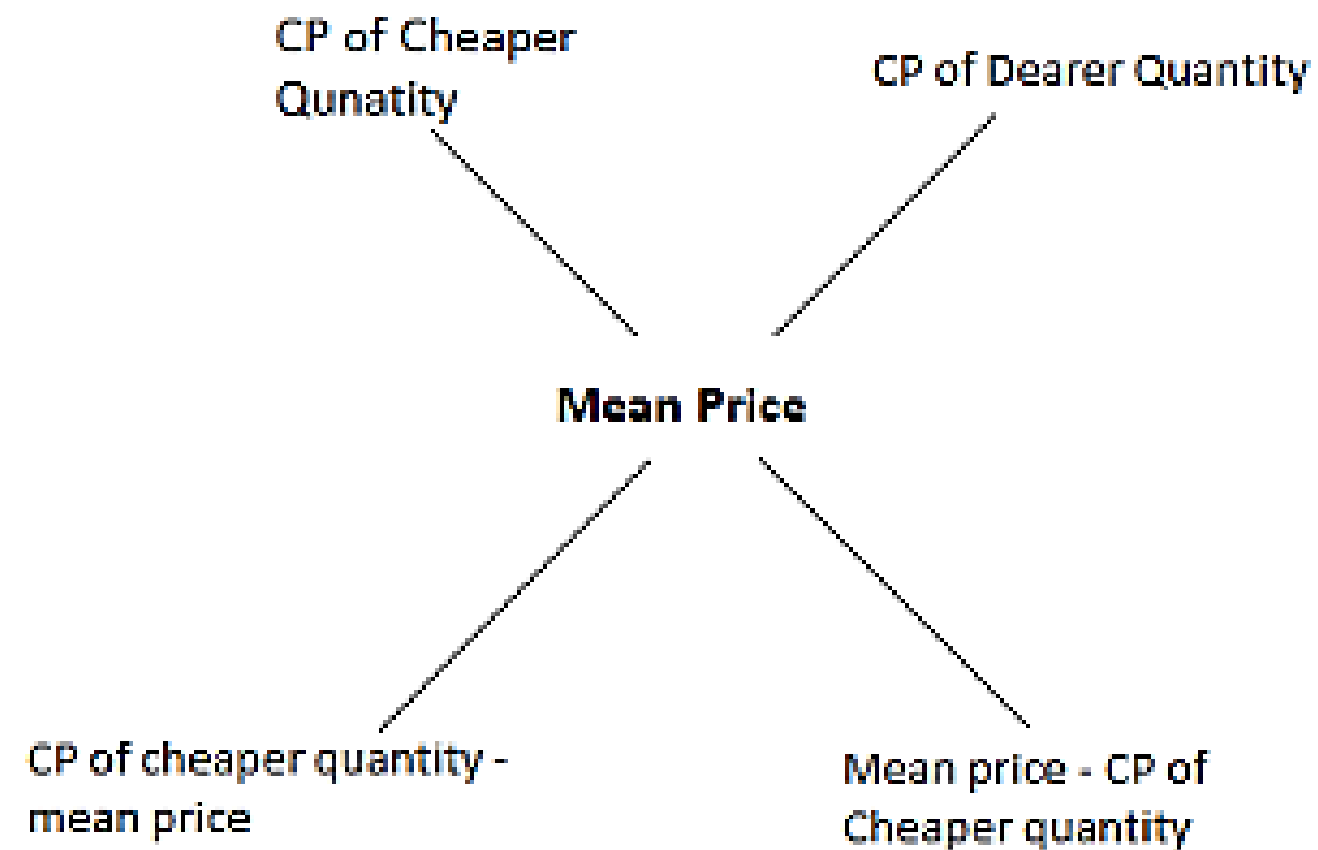 CP of Cheaper
Qunatity
CP of Dearer Quantity
Mean Price
CP of cheaper quantity -
mean price
Mean price - CP of
Cheaper quantity